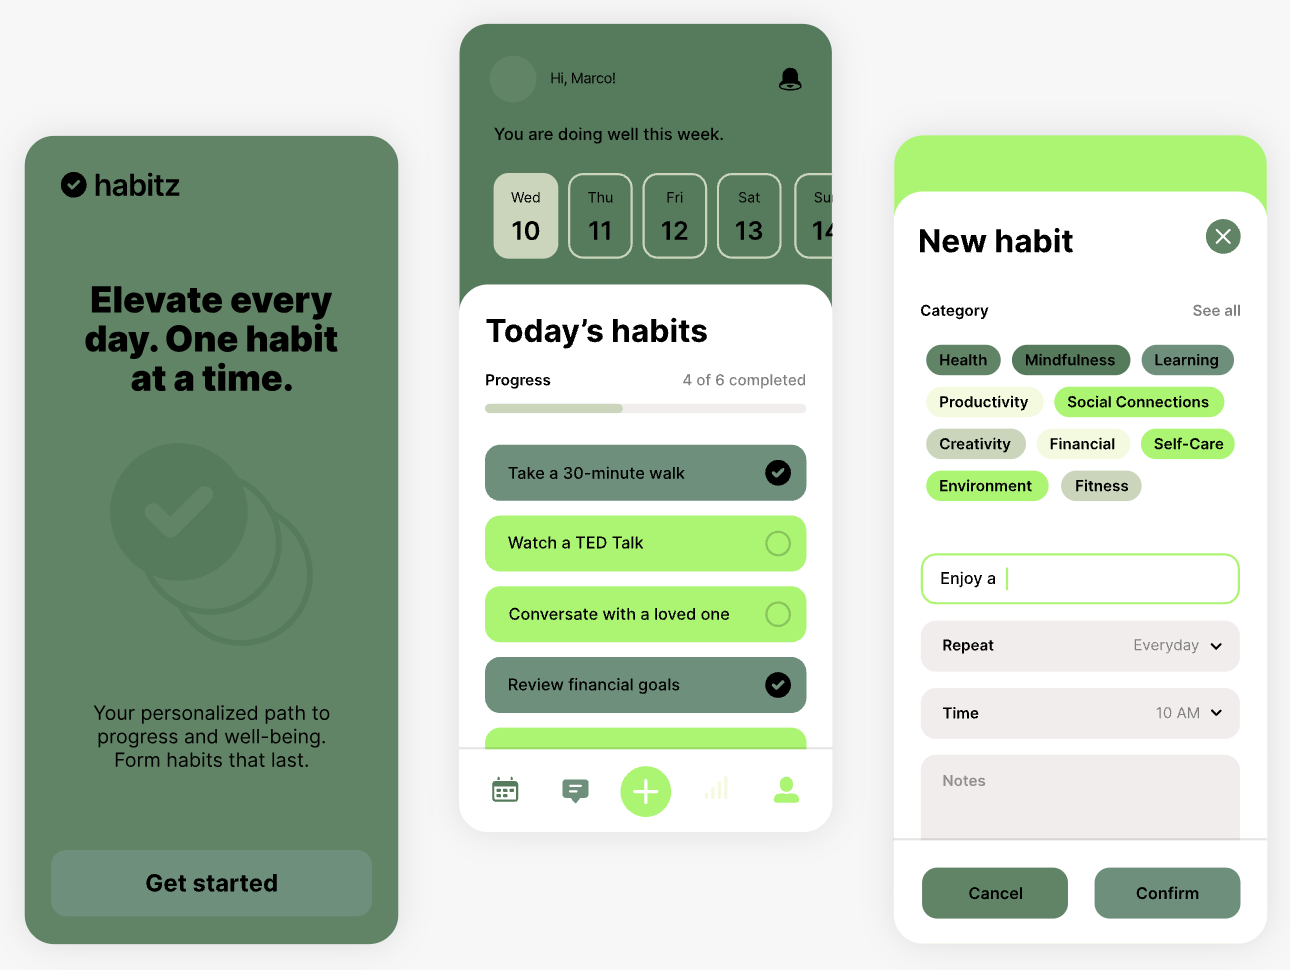 habitz
Elevate every
day. One habit
at a time.
Your personalized path to
progress and well-being.
Form habits that last.
Get started
Hi, Marco!
You are doing well this week.
Wed Thu Fri Sat Sun
10 11 12 13 14
Today’s habits
Progress 4 of 6 completed
Take a 30-minute walk
Watch a TED Talk
Conversate with a loved one
Review financial goals
New habit
Category See all
Health Mindfulness Learning
Productivity Social Connections
Creativity Financial Self-Care
Environment Fitness
Enjoy a
Repeat Everyday
Time 10 AM
Notes
Cancel Confirm